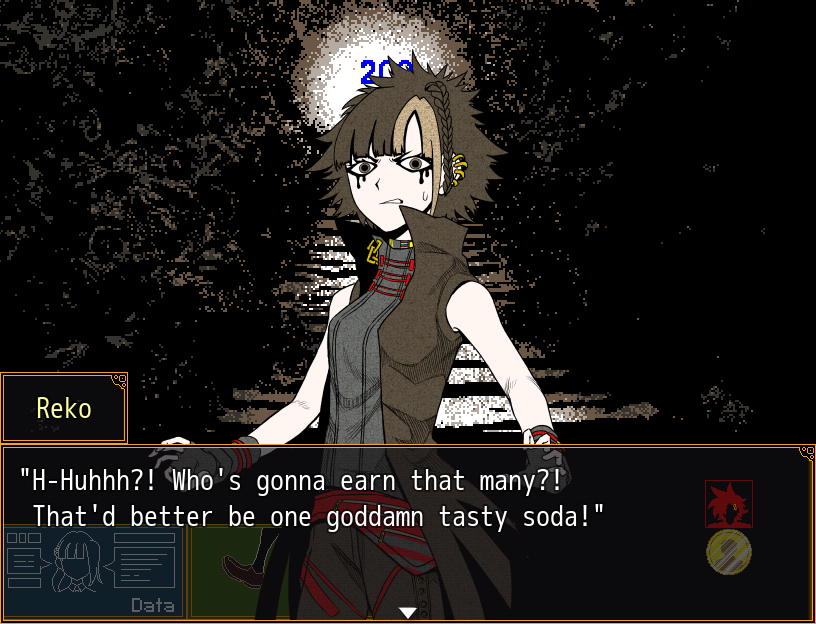 Reko
"H-Huhhh?! Who's gonna earn that many?!
That'd better be one goddamn tasty soda!"
Data